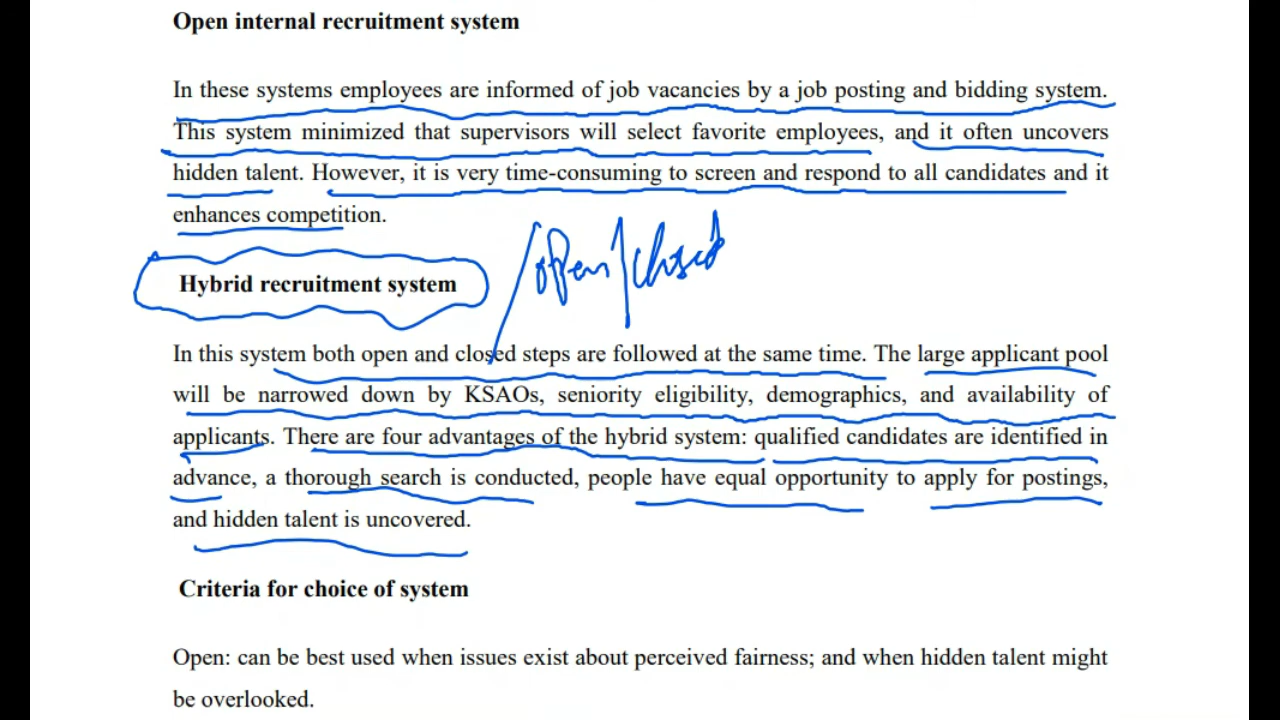 Open internal recruitment system
In these systems employees are informed of job vacancies by a job posting and bidding system.
This system minimized that supervisors will select favorite employees, and it often uncovers
hidden talent. However, it is very time-consuming to screen and respond to all candidates and it
enhances competition.
open / closed
Hybrid recruitment system
In this system both open and closed steps are followed at the same time. The large applicant pool
will be narrowed down by KSAOs, seniority eligibility, demographics, and availability of
applicants. There are four advantages of the hybrid system: qualified candidates are identified in
advance, a thorough search is conducted, people have equal opportunity to apply for postings,
and hidden talent is uncovered.
Criteria for choice of system
Open: can be best used when issues exist about perceived fairness; and when hidden talent might
be overlooked.